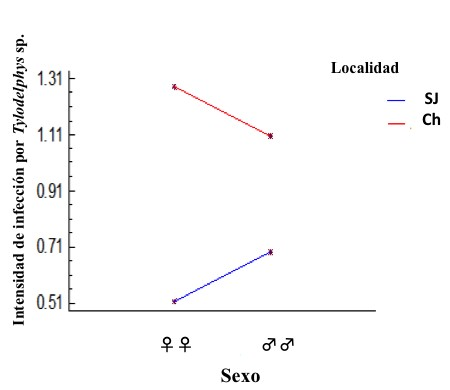 Intensidad de infección por Tylodelphys sp.
Localidad
SJ
Ch
1.31
1.11
0.91
0.71
0.51
♀♀ ♂♂
Sexo